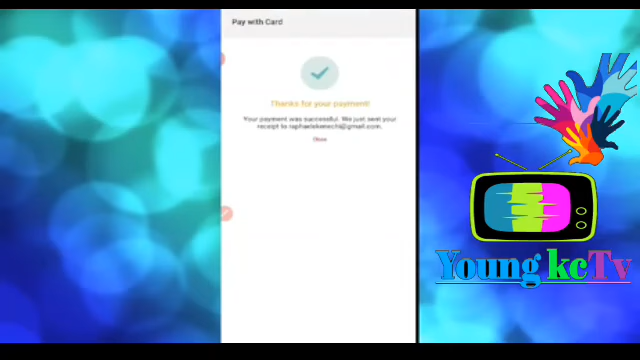 Pay with Card
Thanks for your payment!
Your payment was successful. We just sent your
receipt to raphaelekenechi@gmail.com.
Close
Young kcTv